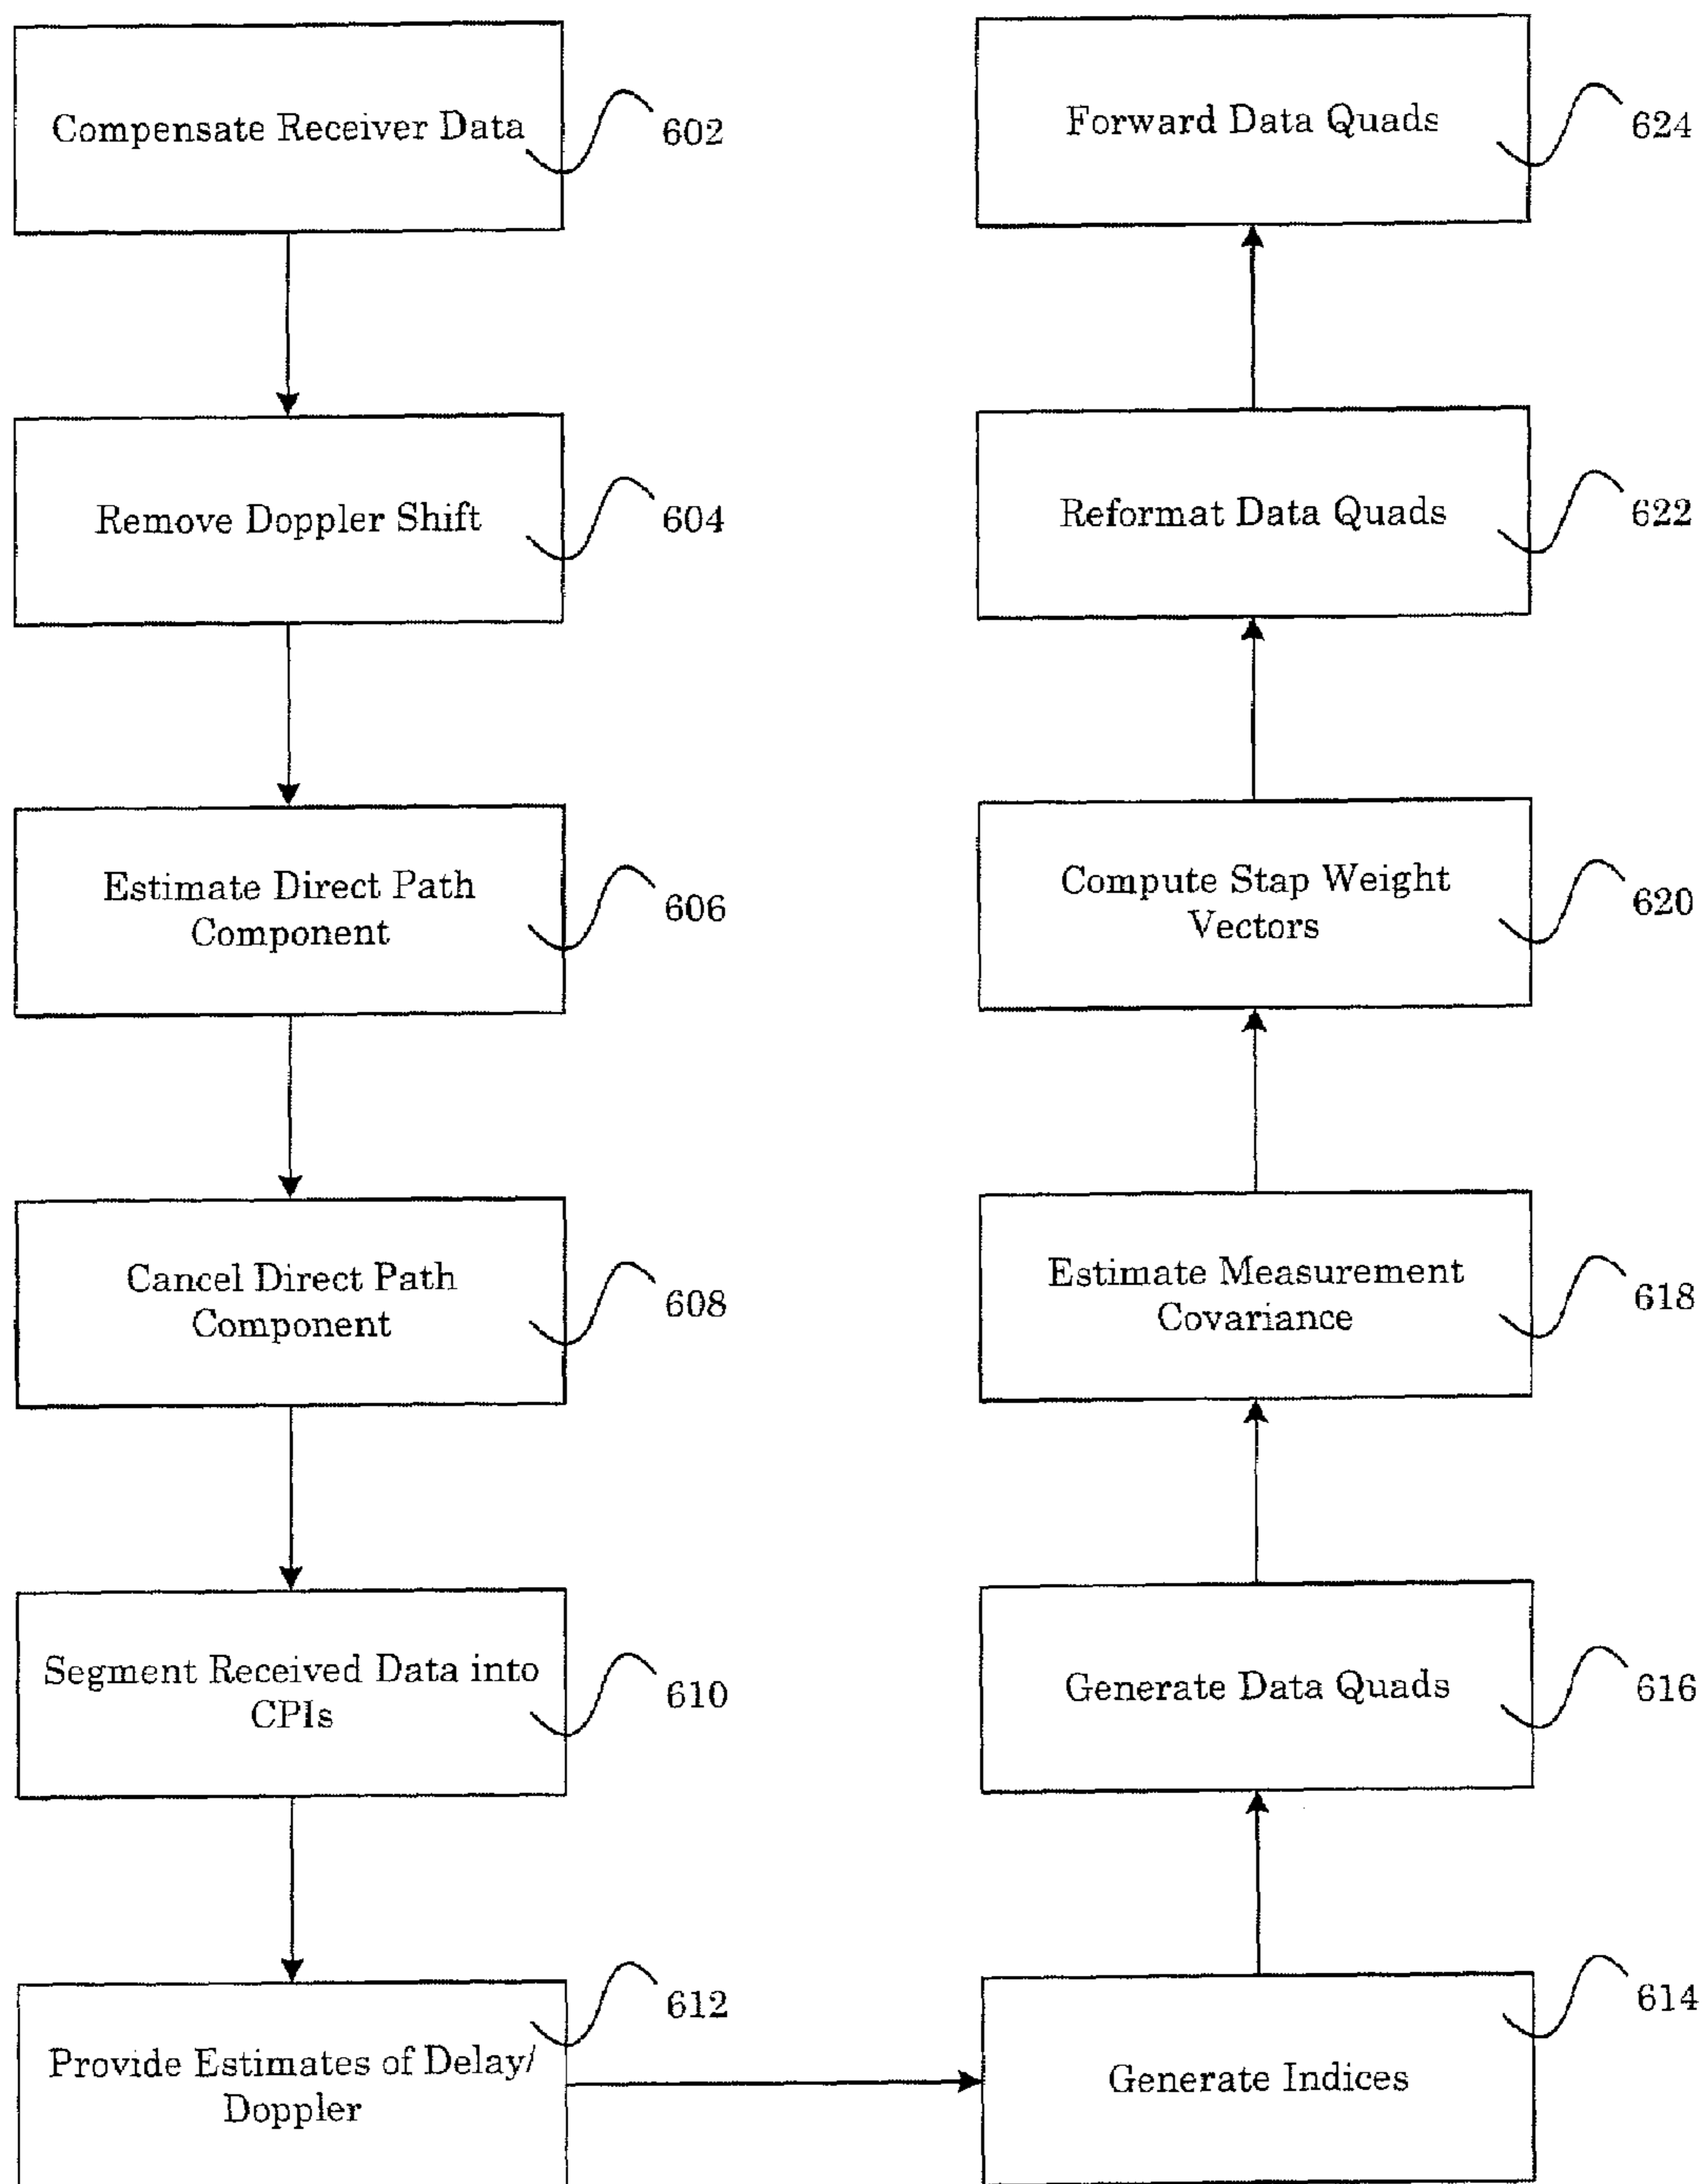 Compensate Receiver Data
602
Remove Doppler Shift
604
Estimate Direct Path
Component
606
Cancel Direct Path
Component
608
Segment Received Data into
CPIs
610
Provide Estimates of Delay/
Doppler
612
Generate Indices
614
Generate Data Quads
616
Estimate Measurement
Covariance
618
Compute Stap Weight
Vectors
620
Reformat Data Quads
622
Forward Data Quads
624